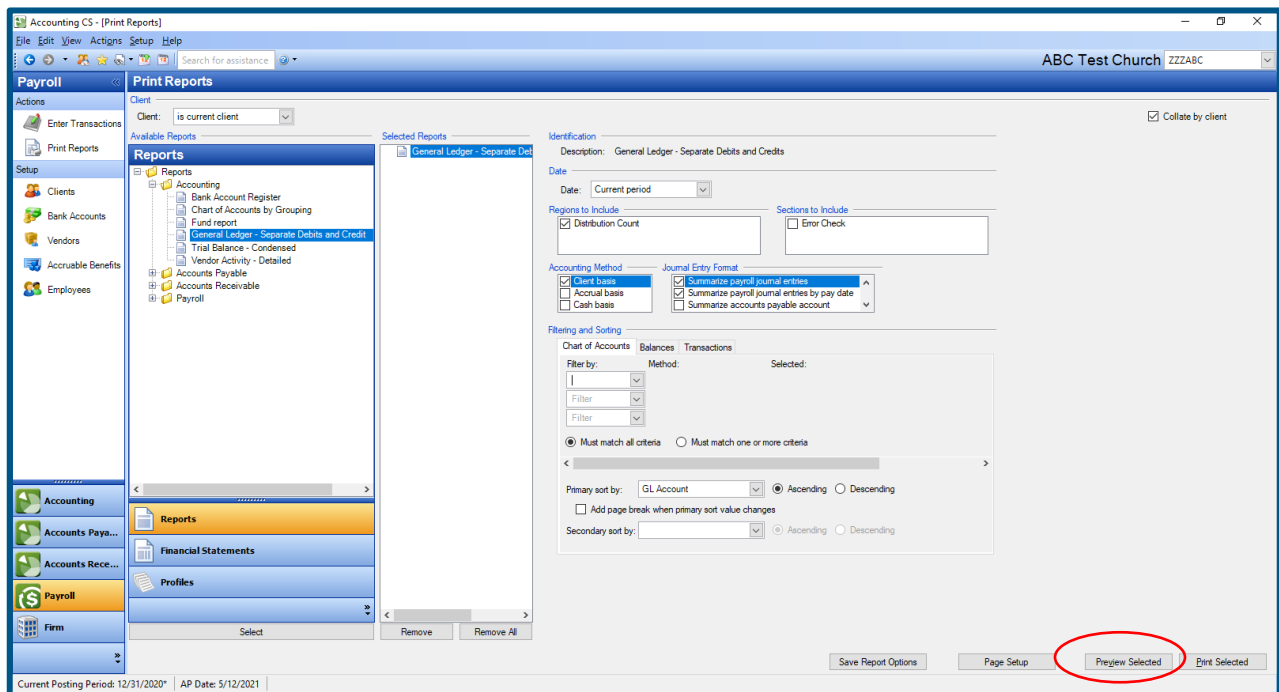 Accounting CS - [Print Reports]
File Edit View Actions Setup Help
Search for assistance
ABC Test Church ZZZABC
Payroll
Print Reports
Actions
Enter Transactions
Print Reports
Setup
Clients
Bank Accounts
Vendors
Accruable Benefits
Employees
Accounting
Accounts Paya...
Accounts Rece...
Payroll
Firm
Client
Client: is current client
Collate by client
Available Reports
Reports
Reports
Accounting
Bank Account Register
Chart of Accounts by Grouping
Fund report
General Ledger - Separate Debits and Credit
Trial Balance - Condensed
Vendor Activity - Detailed
Accounts Payable
Accounts Receivable
Payroll
Reports
Financial Statements
Profiles
Select
Selected Reports
General Ledger - Separate Det
Remove Remove All
Identification
Description: General Ledger - Separate Debits and Credits
Date
Date: Current period
Regions to Include Sections to Include
Distribution Count Error Check
Accounting Method Journal Entry Format
Client basis Summarize payroll journal entries
Accrual basis Summarize payroll journal entries by pay date
Cash basis Summarize accounts payable account
Filtering and Sorting
Chart of Accounts Balances Transactions
Filter by: Method: Selected:
Filter
Filter
Must match all criteria Must match one or more criteria
Primary sort by: GL Account Ascending Descending
Add page break when primary sort value changes
Secondary sort by: Ascending Descending
Save Report Options Page Setup Preview Selected Print Selected
Current Posting Period: 12/31/2020* AP Date: 5/12/2021